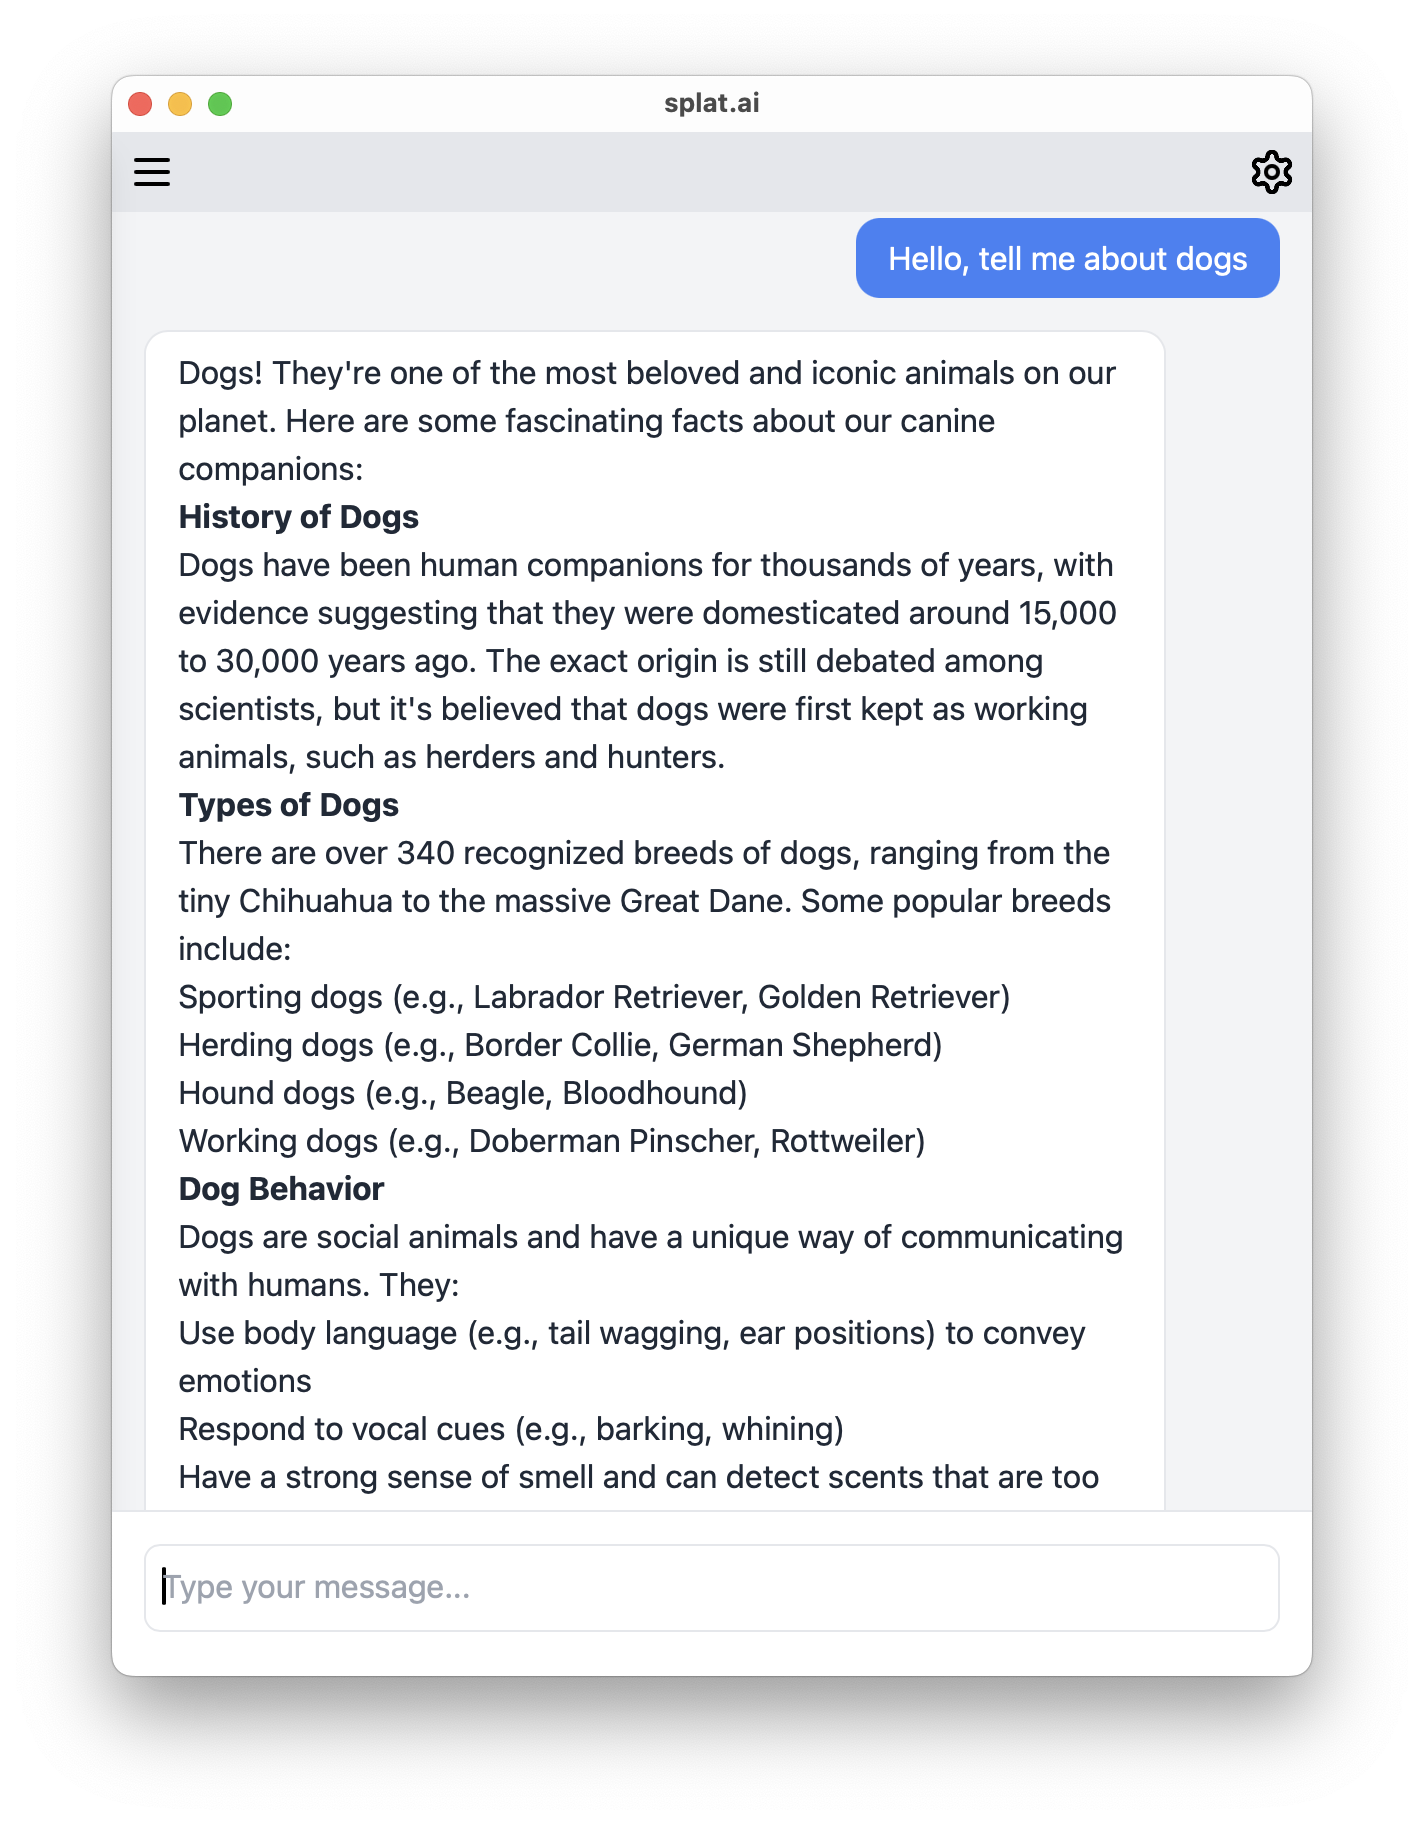 splat.ai
Hello, tell me about dogs
Dogs! They're one of the most beloved and iconic animals on our
planet. Here are some fascinating facts about our canine
companions:
History of Dogs
Dogs have been human companions for thousands of years, with
evidence suggesting that they were domesticated around 15,000
to 30,000 years ago. The exact origin is still debated among
scientists, but it's believed that dogs were first kept as working
animals, such as herders and hunters.
Types of Dogs
There are over 340 recognized breeds of dogs, ranging from the
tiny Chihuahua to the massive Great Dane. Some popular breeds
include:
Sporting dogs (e.g., Labrador Retriever, Golden Retriever)
Herding dogs (e.g., Border Collie, German Shepherd)
Hound dogs (e.g., Beagle, Bloodhound)
Working dogs (e.g., Doberman Pinscher, Rottweiler)
Dog Behavior
Dogs are social animals and have a unique way of communicating
with humans. They:
Use body language (e.g., tail wagging, ear positions) to convey
emotions
Respond to vocal cues (e.g., barking, whining)
Have a strong sense of smell and can detect scents that are too
Type your message...